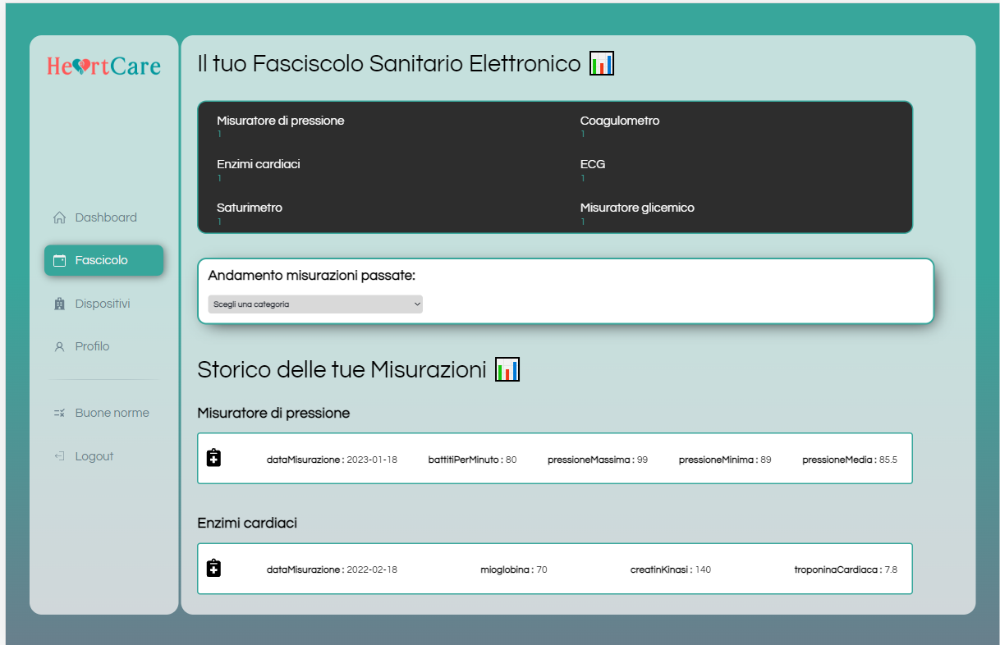 HeartCare
Dashboard
Fascicolo
Dispositivi
Profilo
Buone norme
Logout
Il tuo Fasciscolo Sanitario Elettronico
Misuratore di pressione
1
Coagulometro
1
Enzimi cardiaci
1
ECG
1
Saturimetro
1
Misuratore glicemico
1
Andamento misurazioni passate:
Scegli una categoria
Storico delle tue Misurazioni
Misuratore di pressione
dataMisurazione : 2023-01-18 battitiPerMinuto : 80 pressioneMassima : 99 pressioneMinima : 89 pressioneMedia : 85.5
Enzimi cardiaci
dataMisurazione : 2022-02-18 mioglobina : 70 creatinKinasi : 140 troponinaCardiaca : 7.8